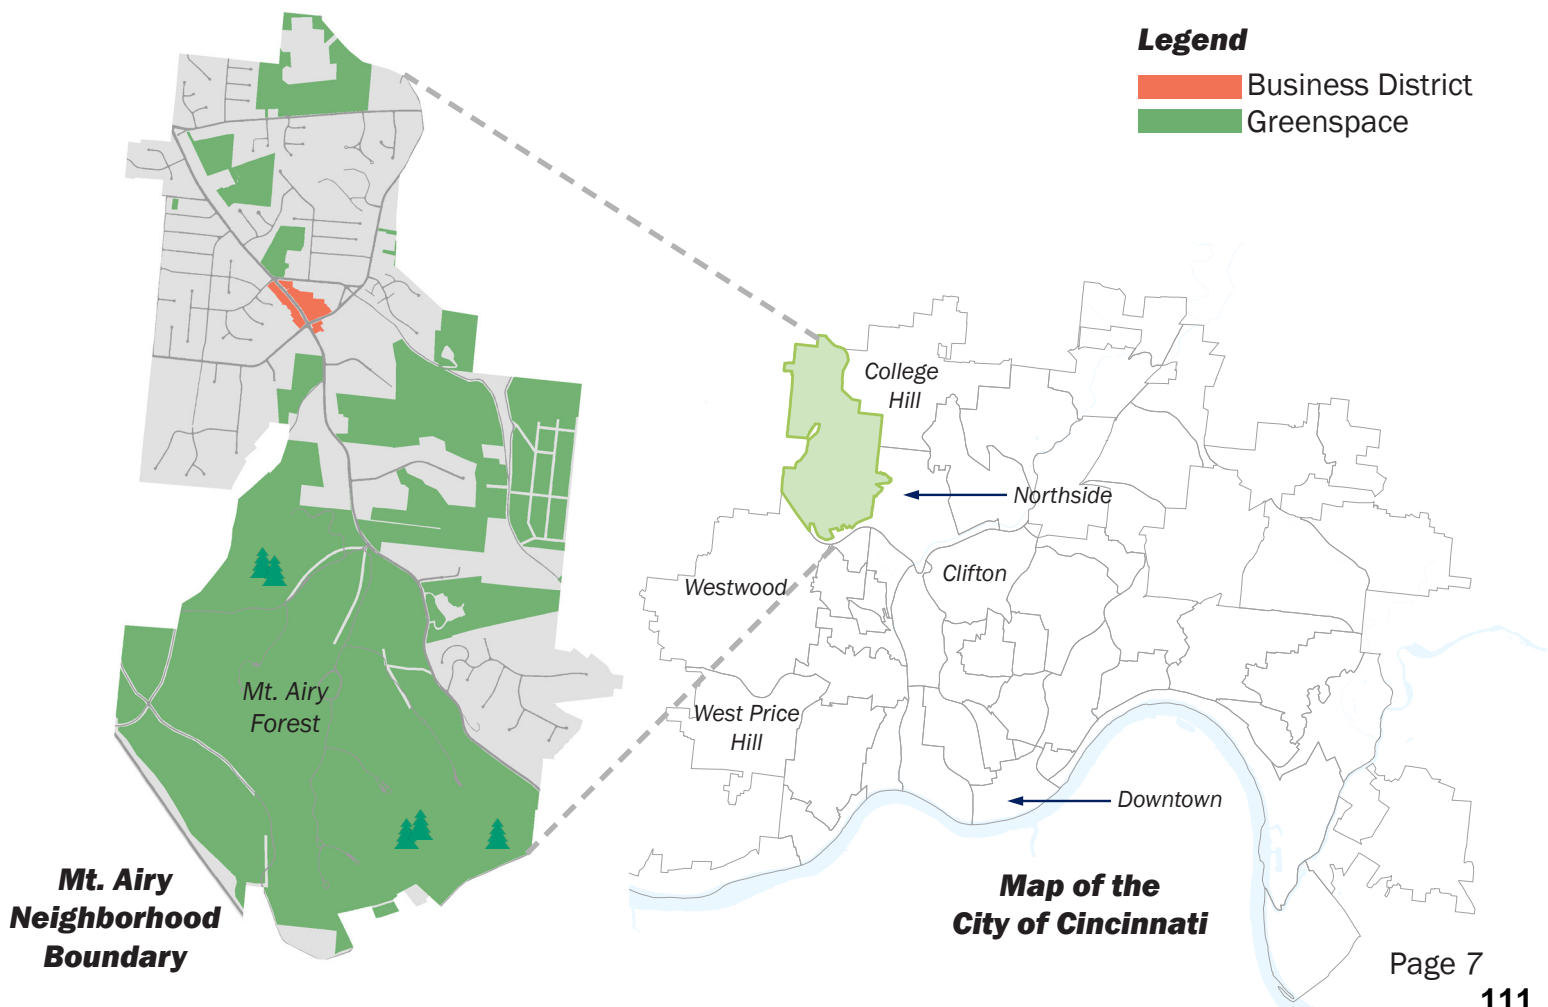 Legend
Business District
Greenspace
College
Hill
Northside
Westwood
Clifton
Mt. Airy
Forest
West Price
Hill
Downtown
Mt. Airy
Neighborhood
Boundary
Map of the
City of Cincinnati
Page 7
111